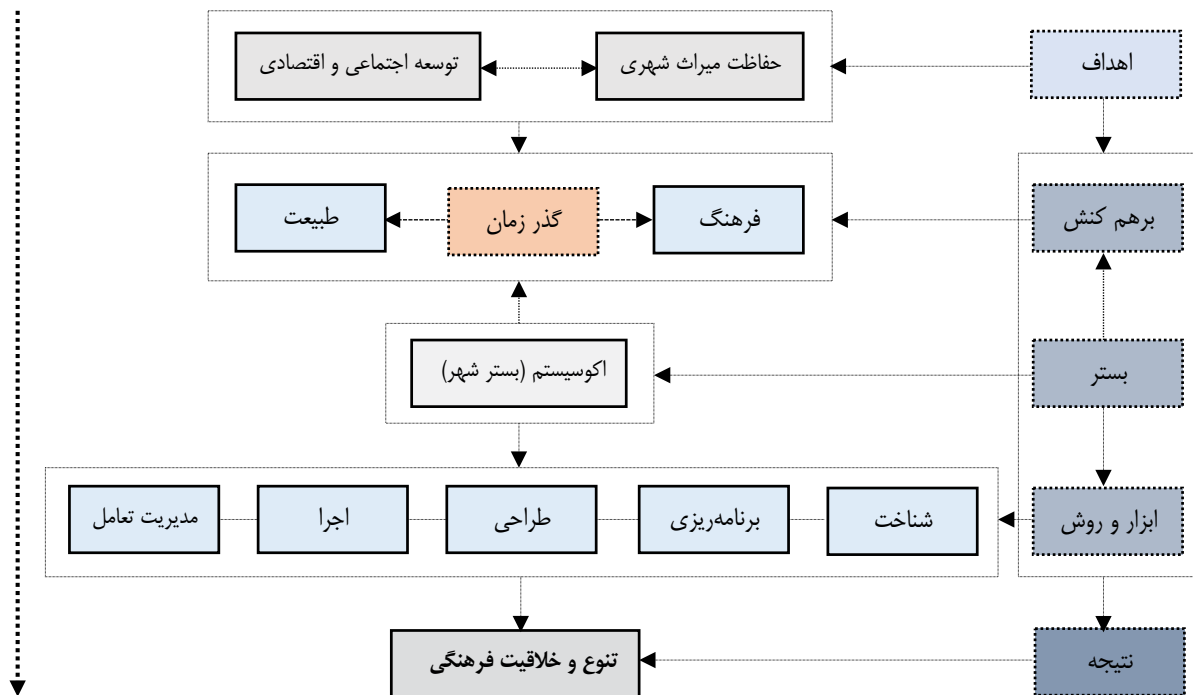 اهداف
حفاظت میراث شهری
توسعه اجتماعی و اقتصادی
برهم کنش
فرهنگ
گذر زمان
طبیعت
بستر
اکوسیستم (بستر شهر)
ابزار و روش
شناخت
برنامه‌ریزی
طراحی
اجرا
مدیریت تعامل
نتیجه
تنوع و خلاقیت فرهنگی